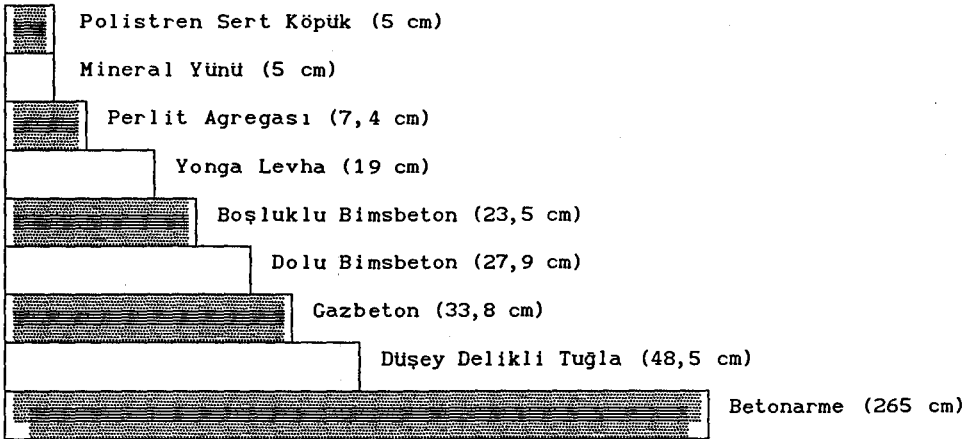 Polistren Sert Köpük (5 cm)
Mineral Yünü (5 cm)
Perlit Agregası (7,4 cm)
Yonga Levha (19 cm)
Boşluklu Bimsbeton (23,5 cm)
Dolu Bimsbeton (27,9 cm)
Gazbeton (33,8 cm)
Düşey Delikli Tuğla (48,5 cm)
Betonarme (265 cm)